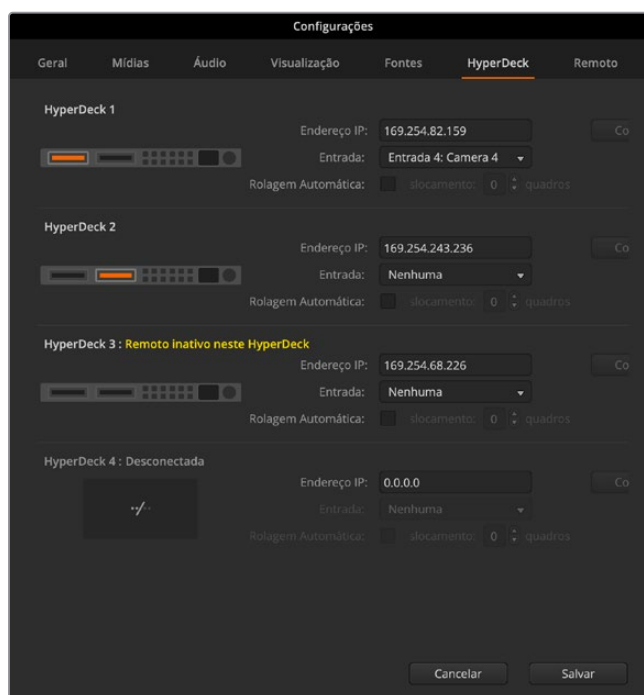 Configurações
Geral Mídias Áudio Visualização Fontes HyperDeck Remoto
HyperDeck 1
Endereço IP: 169.254.82.159 Co
Entrada: Entrada 4: Camera 4
Rolagem Automática: slocamento: 0 quadros
HyperDeck 2
Endereço IP: 169.254.243.236 Co
Entrada: Nenhuma
Rolagem Automática: slocamento: 0 quadros
HyperDeck 3 : Remoto inativo neste HyperDeck
Endereço IP: 169.254.68.226 Co
Entrada: Nenhuma
Rolagem Automática: slocamento: 0 quadros
HyperDeck 4 : Desconectada
Endereço IP: 0.0.0.0 Co
Entrada: Nenhuma
Rolagem Automática: slocamento: 0 quadros
Cancelar Salvar